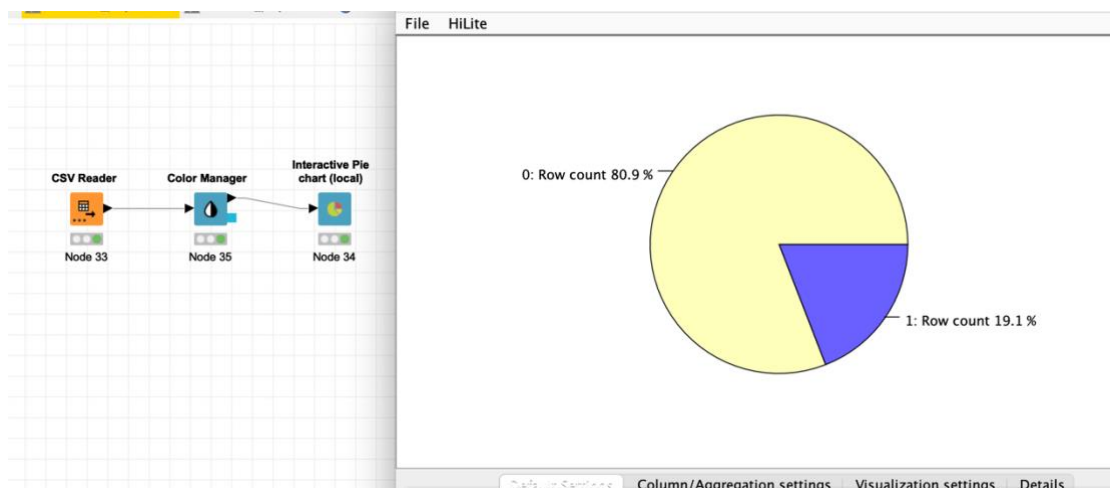 File HiLite
CSV Reader
Color Manager
Interactive Pie
chart (local)
Node 33
Node 35
Node 34
0: Row count 80.9 %
1: Row count 19.1 %
Column/Aggregation settings
Visualization settings
Details